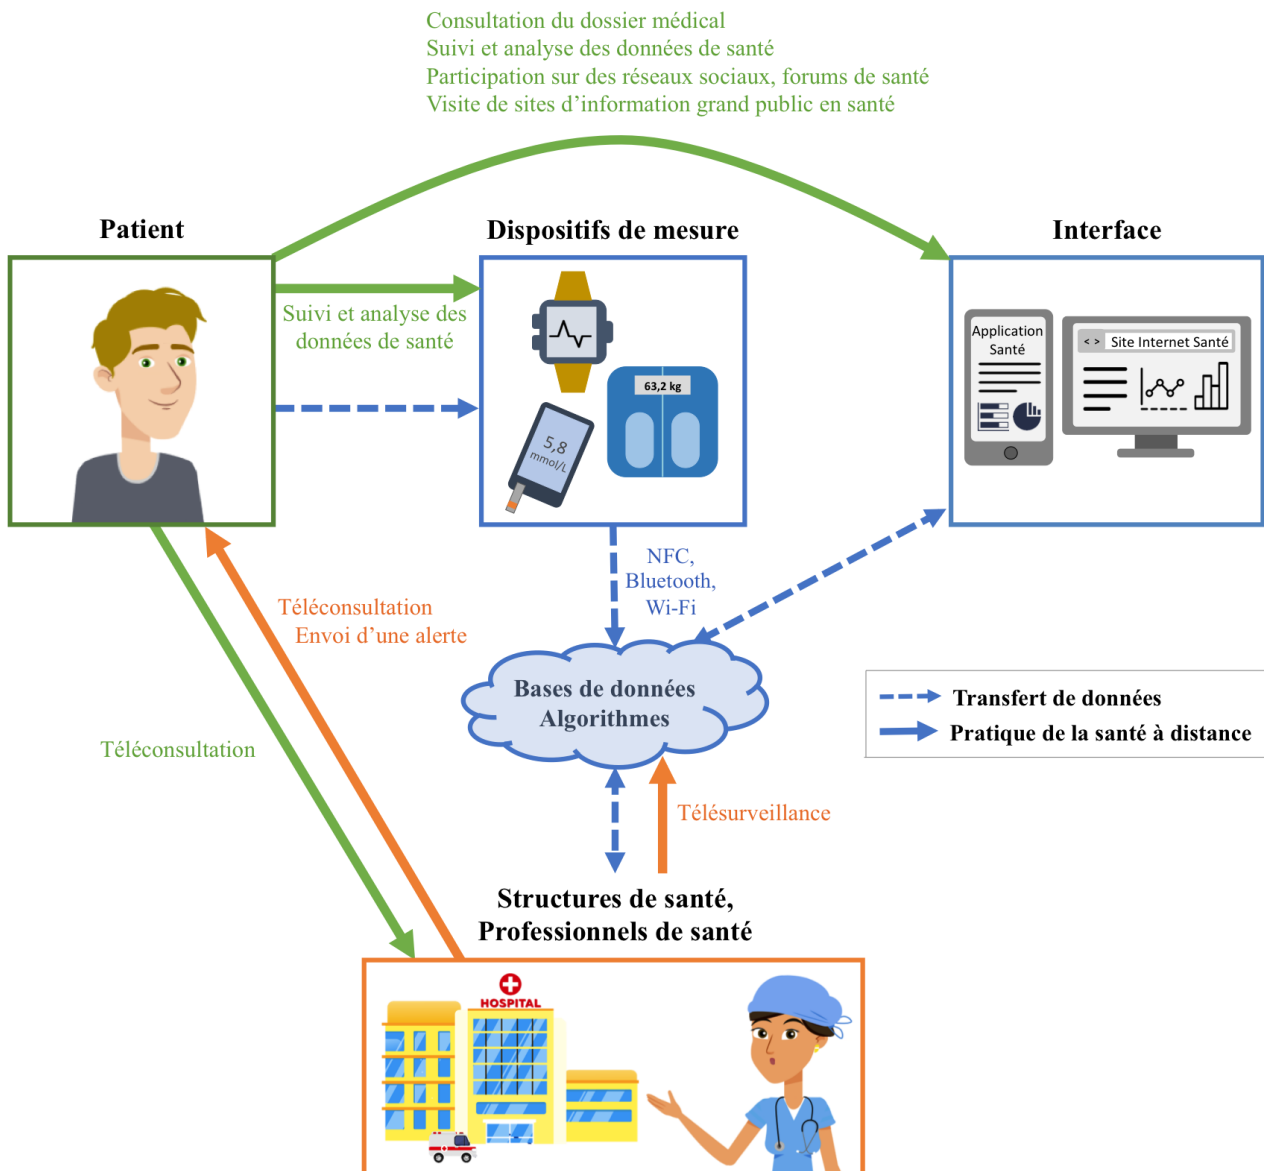 Consultation du dossier médical
Suivi et analyse des données de santé
Participation sur des réseaux sociaux, forums de santé
Visite de sites d’information grand public en santé
Patient
Dispositifs de mesure
Interface
Suivi et analyse des
données de santé
63,2 kg
5,8
mmol/L
Application
Santé
< > Site Internet Santé
NFC,
Bluetooth,
Wi-Fi
Téléconsultation
Envoi d’une alerte
Bases de données
Algorithmes
Transfert de données
Pratique de la santé à distance
Téléconsultation
Télésurveillance
Structures de santé,
Professionnels de santé
HOSPITAL